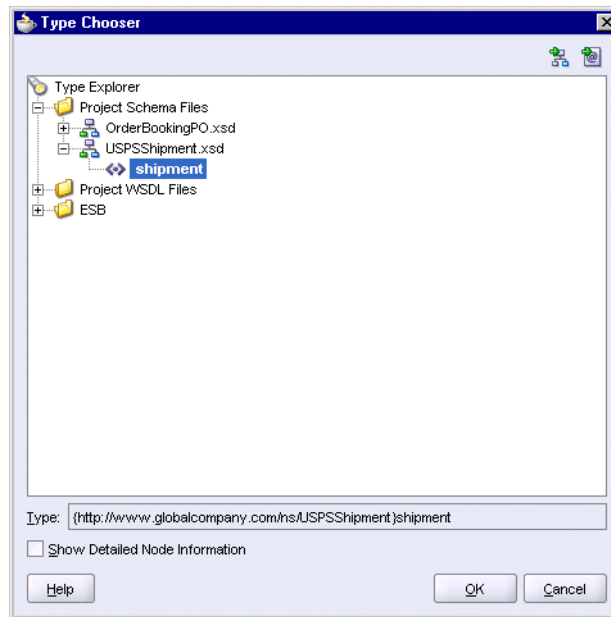 Type Chooser
Type Explorer
Project Schema Files
OrderBookingPO.xsd
USPSShipment.xsd
shipment
Project WSDL Files
ESB
Type: {http://www.globalcompany.com/ns/USPSShipment}shipment
Show Detailed Node Information
Help OK Cancel